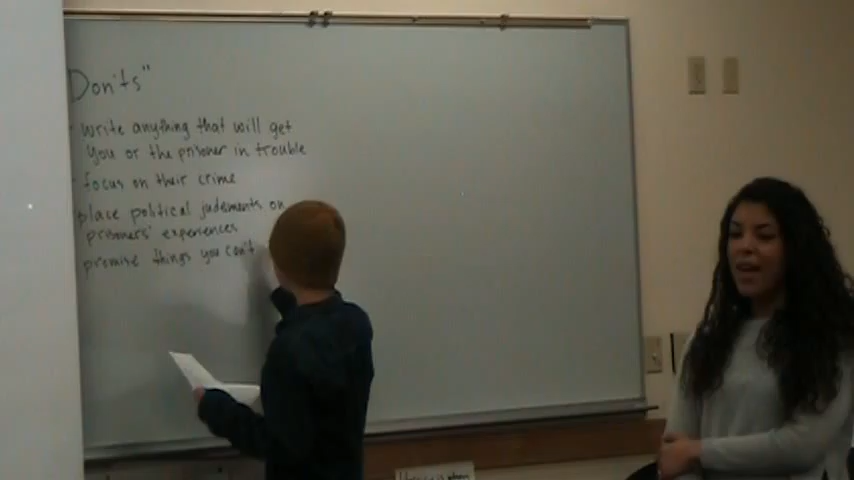 Don'ts"
- write anything that will get
you or the prisoner in trouble
- focus on their crime
place political judements on
prisoners' experiences
promise things you can't